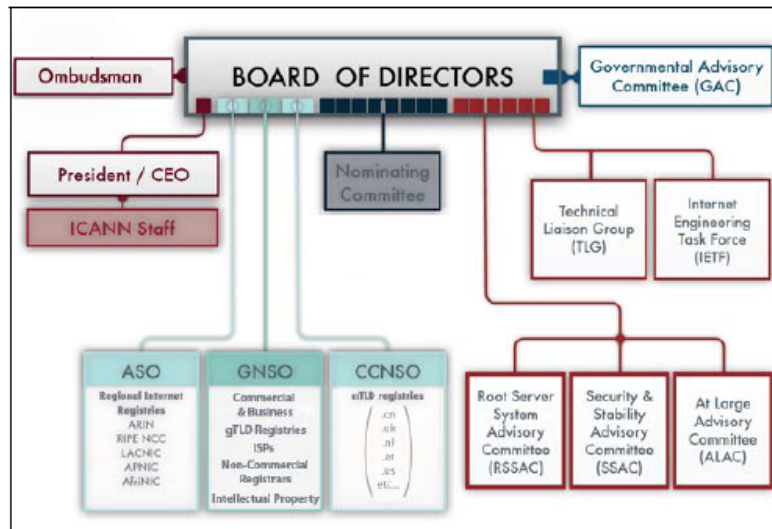 BOARD OF DIRECTORS
Ombudsman
Governmental Advisory
Committee (GAC)
President / CEO
ICANN Staff
Nominating
Committee
Technical
Liaison Group
(TLG)
Internet
Engineering
Task Force
(IETF)
ASO
Regional Internet
Registries
ARIN
RIPE NCC
LACNIC
APNIC
AfriNIC
GNSO
Commercial
& Business
gTLD Registries
ISPs
Non-Commercial
Registrars
Intellectual Property
CCNSO
ccTLD registries
.cn
.uk
.nl
.ar
.es
etc...
Root Server
System
Advisory
Committee
(RSSAC)
Security &
Stability
Advisory
Committee
(SSAC)
At Large
Advisory
Committee
(ALAC)